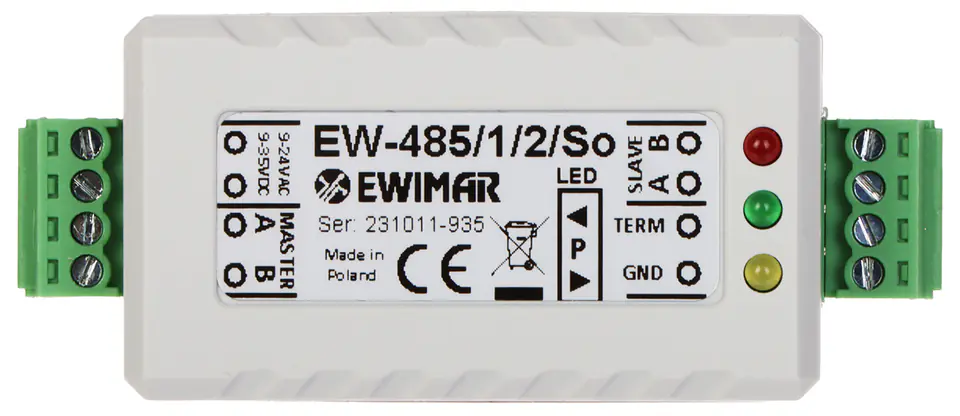 9-24VAC
9-35VDC
MASTER
A
B
EW-485/1/2/So
EWIMAR
Ser: 231011-935
Made in
Poland
CE
LED
P
SLAVE
B
A
TERM
GND